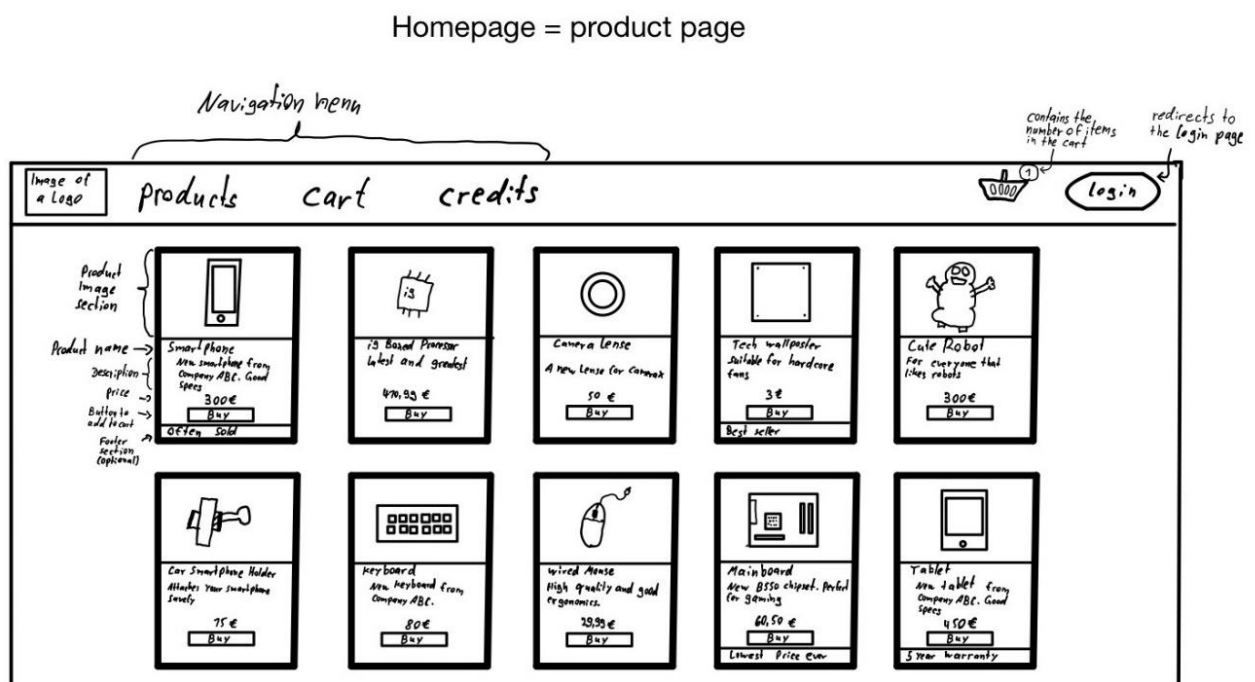 Homepage = product page
Navigation menu
contains the
number of items
in the cart
redirects to
the login page
Image of
a Logo
products
cart
credits
1
login
Product
Image
section
Product name
Description
Price
Button to
add to cart
Footer
section
(optional)
Smartphone
New smartphone from
Company ABC. Good
Specs
300€
Buy
Often sold
i9
i9 Boxed Processor
Latest and greatest
470,99 €
Buy
Camera Lense
A new Lense for Cameras
50 €
Buy
Tech wallposter
Suitable for hardcore
fans
3€
Buy
Best seller
Cute Robot
For everyone that
likes robots
300€
Buy
Car Smartphone Holder
Attaches Your smartphone
Savely
15 €
Buy
Keyboard
New Keyboard from
Company ABC.
80€
Buy
Wired Mouse
High quality and good
ergonomics.
29,99 €
Buy
Mainboard
New B550 chipset. Perfect
for gaming
60,50 €
Buy
Lowest Price ever
Tablet
New tablet from
Company ABC. Good
Specs
450€
Buy
5 Year warranty